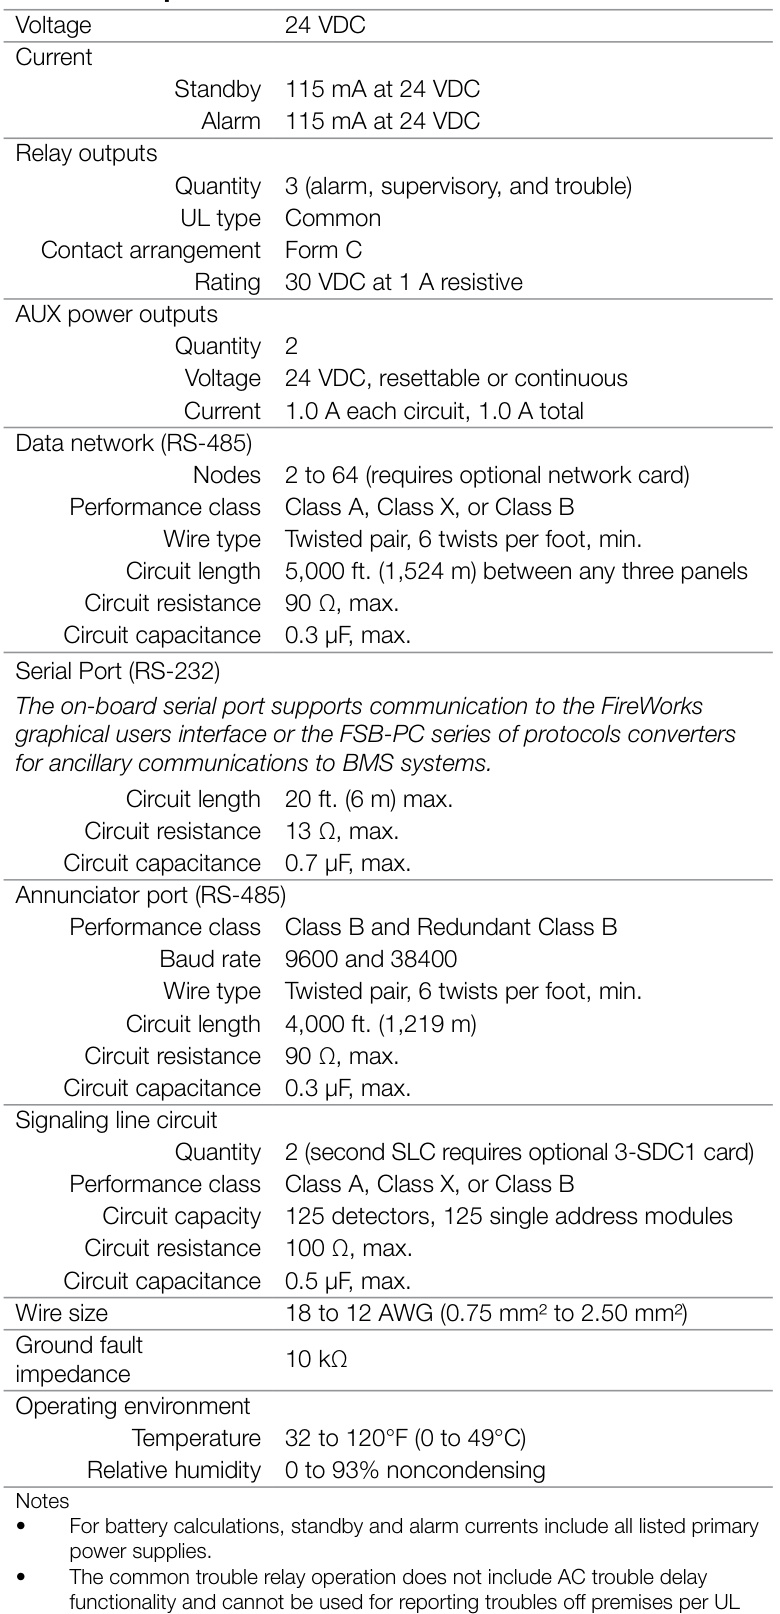 Voltage 24 VDC
Current
Standby 115 mA at 24 VDC
Alarm 115 mA at 24 VDC
Relay outputs
Quantity 3 (alarm, supervisory, and trouble)
UL type Common
Contact arrangement Form C
Rating 30 VDC at 1 A resistive
AUX power outputs
Quantity 2
Voltage 24 VDC, resettable or continuous
Current 1.0 A each circuit, 1.0 A total
Data network (RS-485)
Nodes 2 to 64 (requires optional network card)
Performance class Class A, Class X, or Class B
Wire type Twisted pair, 6 twists per foot, min.
Circuit length 5,000 ft. (1,524 m) between any three panels
Circuit resistance 90 Ω, max.
Circuit capacitance 0.3 µF, max.
Serial Port (RS-232)
The on-board serial port supports communication to the FireWorks
graphical users interface or the FSB-PC series of protocols converters
for ancillary communications to BMS systems.
Circuit length 20 ft. (6 m) max.
Circuit resistance 13 Ω, max.
Circuit capacitance 0.7 µF, max.
Annunciator port (RS-485)
Performance class Class B and Redundant Class B
Baud rate 9600 and 38400
Wire type Twisted pair, 6 twists per foot, min.
Circuit length 4,000 ft. (1,219 m)
Circuit resistance 90 Ω, max.
Circuit capacitance 0.3 µF, max.
Signaling line circuit
Quantity 2 (second SLC requires optional 3-SDC1 card)
Performance class Class A, Class X, or Class B
Circuit capacity 125 detectors, 125 single address modules
Circuit resistance 100 Ω, max.
Circuit capacitance 0.5 µF, max.
Wire size 18 to 12 AWG (0.75 mm² to 2.50 mm²)
Ground fault
impedance 10 kΩ
Operating environment
Temperature 32 to 120°F (0 to 49°C)
Relative humidity 0 to 93% noncondensing
Notes
• For battery calculations, standby and alarm currents include all listed primary
power supplies.
• The common trouble relay operation does not include AC trouble delay
functionality and cannot be used for reporting troubles off premises per UL